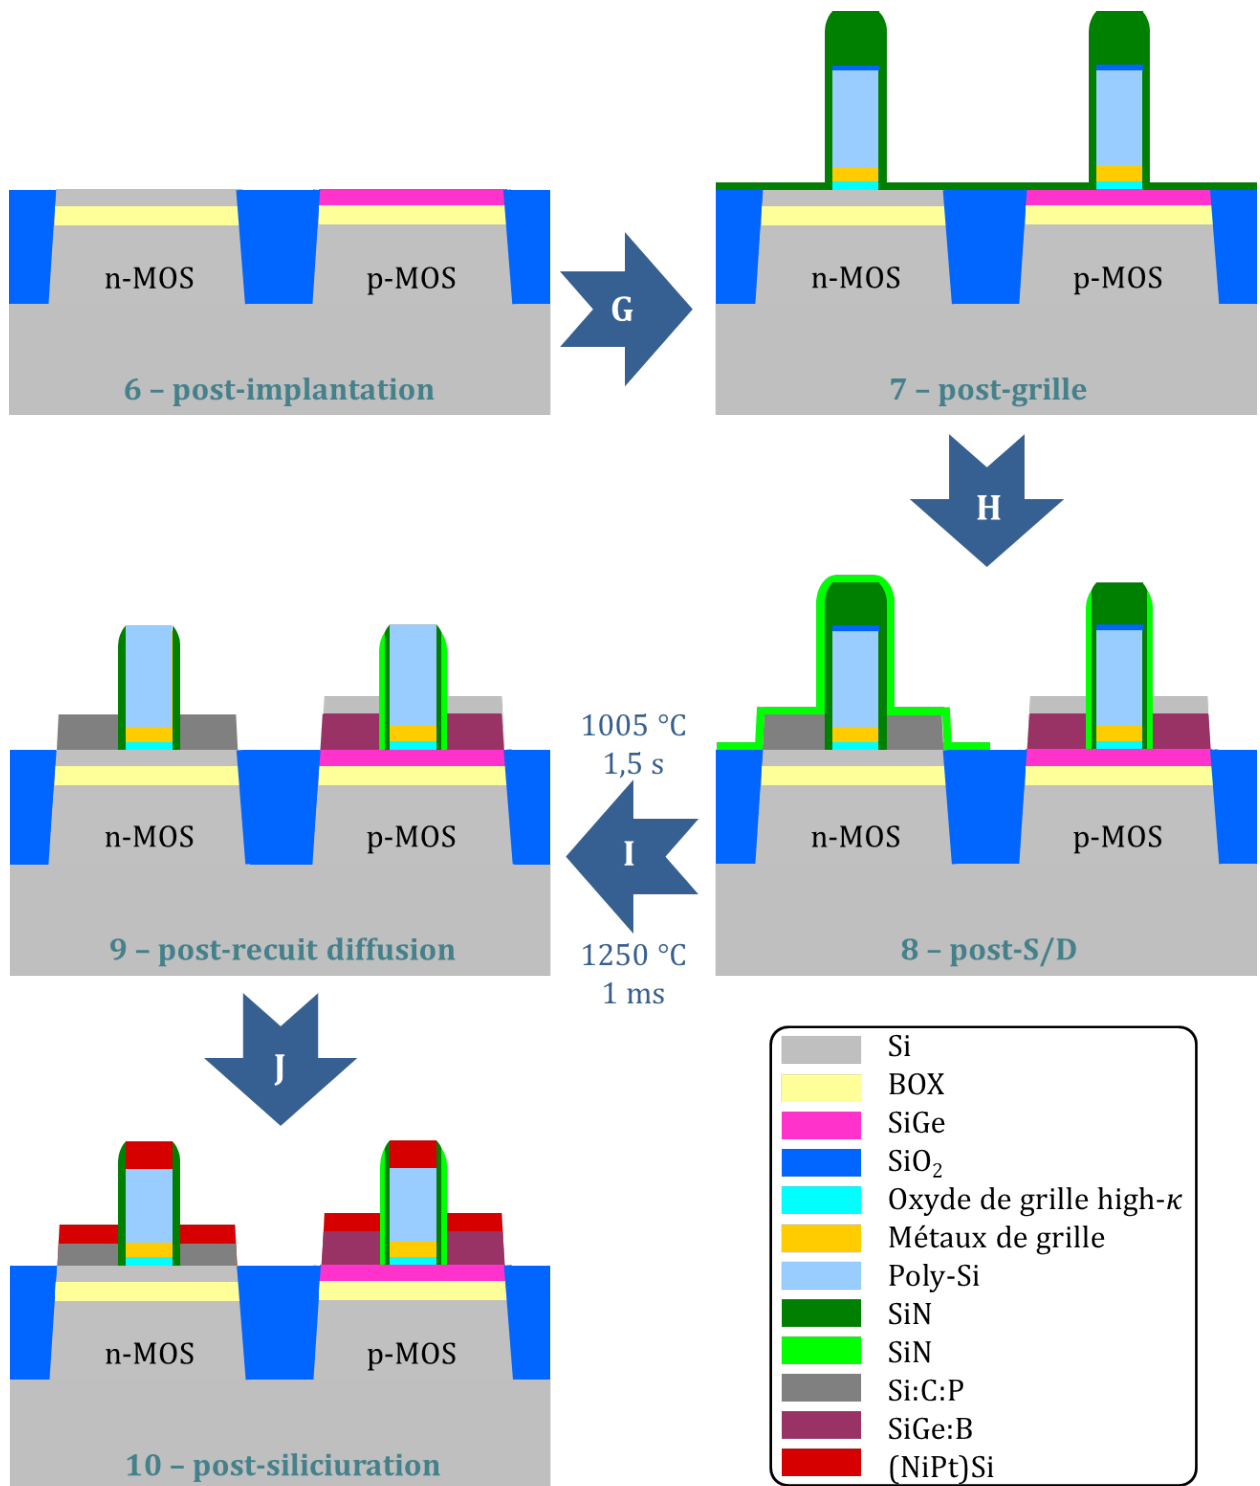 n-MOS
p-MOS
6 – post-implantation
G
n-MOS
p-MOS
7 – post-grille
H
n-MOS
p-MOS
8 – post-S/D
1005 °C
1,5 s
I
1250 °C
1 ms
n-MOS
p-MOS
9 – post-recuit diffusion
J
n-MOS
p-MOS
10 – post-siliciuration
Si
BOX
SiGe
SiO₂
Oxyde de grille high-κ
Métaux de grille
Poly-Si
SiN
SiN
Si:C:P
SiGe:B
(NiPt)Si